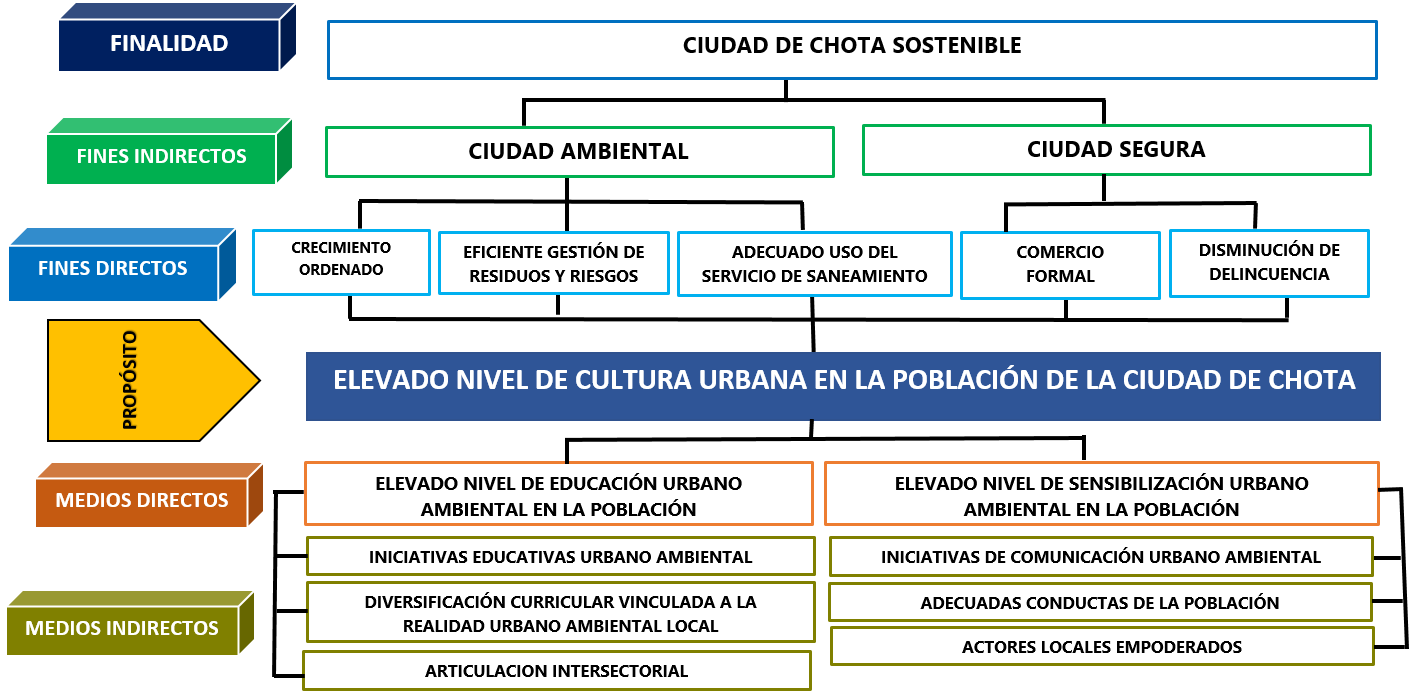 FINALIDAD
CIUDAD DE CHOTA SOSTENIBLE
FINES INDIRECTOS
CIUDAD AMBIENTAL
CIUDAD SEGURA
FINES DIRECTOS
CRECIMIENTO
ORDENADO
EFICIENTE GESTIÓN DE
RESIDUOS Y RIESGOS
ADECUADO USO DEL
SERVICIO DE SANEAMIENTO
COMERCIO
FORMAL
DISMINUCIÓN DE
DELINCUENCIA
PROPÓSITO
ELEVADO NIVEL DE CULTURA URBANA EN LA POBLACIÓN DE LA CIUDAD DE CHOTA
MEDIOS DIRECTOS
ELEVADO NIVEL DE EDUCACIÓN URBANO
AMBIENTAL EN LA POBLACIÓN
ELEVADO NIVEL DE SENSIBILIZACIÓN URBANO
AMBIENTAL EN LA POBLACIÓN
MEDIOS INDIRECTOS
INICIATIVAS EDUCATIVAS URBANO AMBIENTAL
DIVERSIFICACIÓN CURRICULAR VINCULADA A LA
REALIDAD URBANO AMBIENTAL LOCAL
ARTICULACION INTERSECTORIAL
INICIATIVAS DE COMUNICACIÓN URBANO AMBIENTAL
ADECUADAS CONDUCTAS DE LA POBLACIÓN
ACTORES LOCALES EMPODERADOS